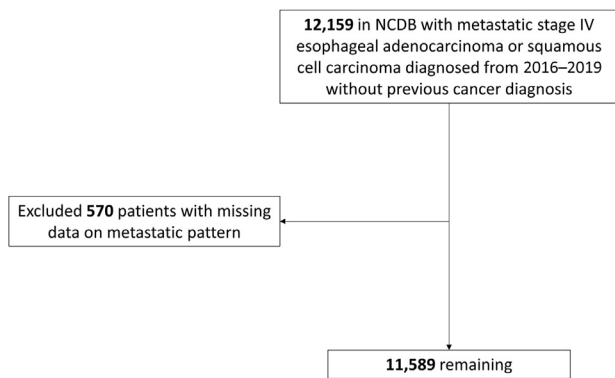 12,159 in NCDB with metastatic stage IV
esophageal adenocarcinoma or squamous
cell carcinoma diagnosed from 2016–2019
without previous cancer diagnosis
Excluded 570 patients with missing
data on metastatic pattern
11,589 remaining